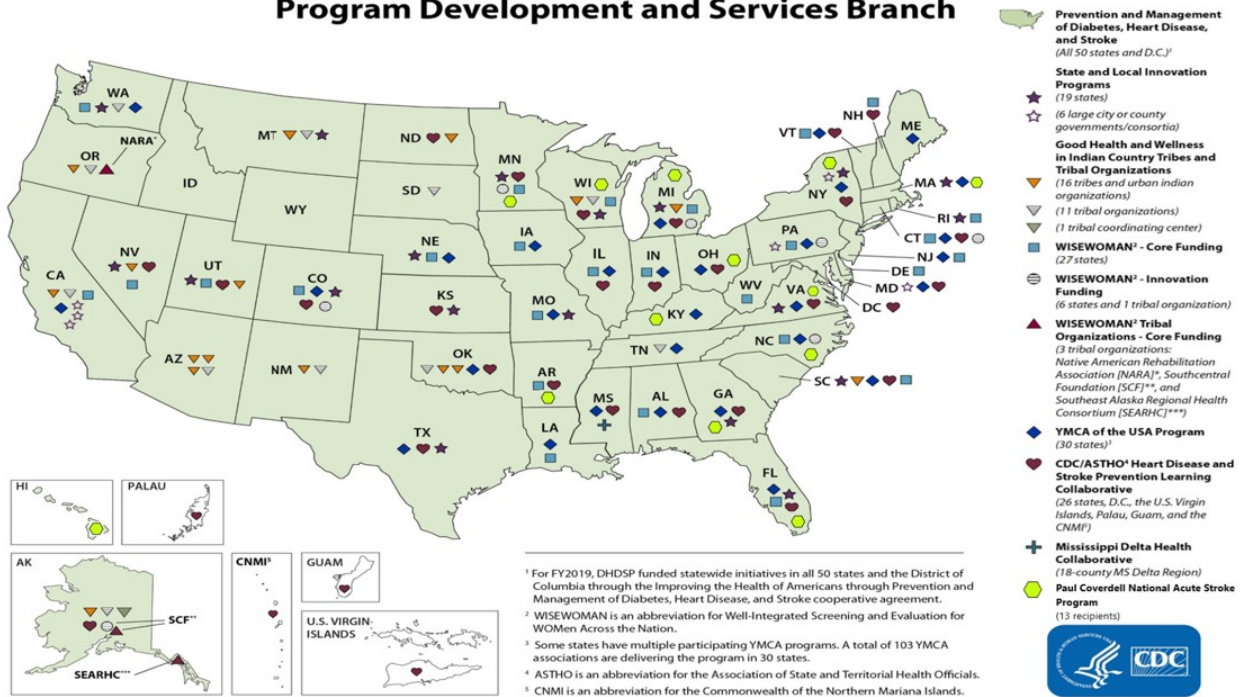 Program Development and Services Branch
Prevention and Management
of Diabetes, Heart Disease,
and Stroke
(All 50 states and D.C.)¹
State and Local Innovation
Programs
(19 states)
(6 large city or county
governments/consortia)
Good Health and Wellness
in Indian Country Tribes and
Tribal Organizations
(16 tribes and urban indian
organizations)
(11 tribal organizations)
(1 tribal coordinating center)
WISEWOMAN² - Core Funding
(27 states)
WISEWOMAN² - Innovation
Funding
(6 states and 1 tribal organization)
WISEWOMAN² Tribal
Organizations - Core Funding
(3 tribal organizations:
Native American Rehabilitation
Association [NARA]*, Southcentral
Foundation [SCF]**, and
Southeast Alaska Regional Health
Consortium [SEARHC]***)
YMCA of the USA Program
(30 states)³
CDC/ASTHO⁴ Heart Disease and
Stroke Prevention Learning
Collaborative
(26 states, D.C., the U.S. Virgin
Islands, Palau, Guam, and the
CNMI⁵)
Mississippi Delta Health
Collaborative
(18-county MS Delta Region)
Paul Coverdell National Acute Stroke
Program
(13 recipients)
WA
MT
ND
MN
NH
VT
ME
NARA*
OR
ID
SD
WI
MI
NY
MA
WY
RI
NV
UT
NE
IA
IL
IN
OH
PA
CT
NJ
DE
CA
CO
KS
MO
WV
VA
MD
DC
KY
AZ
NM
OK
TN
NC
AR
SC
MS
AL
GA
TX
LA
FL
HI
PALAU
AK
CNMI⁵
GUAM
U.S. VIRGIN
ISLANDS
SCF**
SEARHC***
¹ For FY2019, DHDSP funded statewide initiatives in all 50 states and the District of
Columbia through the Improving the Health of Americans through Prevention and
Management of Diabetes, Heart Disease, and Stroke cooperative agreement.
² WISEWOMAN is an abbreviation for Well-Integrated Screening and Evaluation for
WOMen Across the Nation.
³ Some states have multiple participating YMCA programs. A total of 103 YMCA
associations are delivering the program in 30 states.
⁴ ASTHO is an abbreviation for the Association of State and Territorial Health Officials.
⁵ CNMI is an abbreviation for the Commonwealth of the Northern Mariana Islands.
CDC